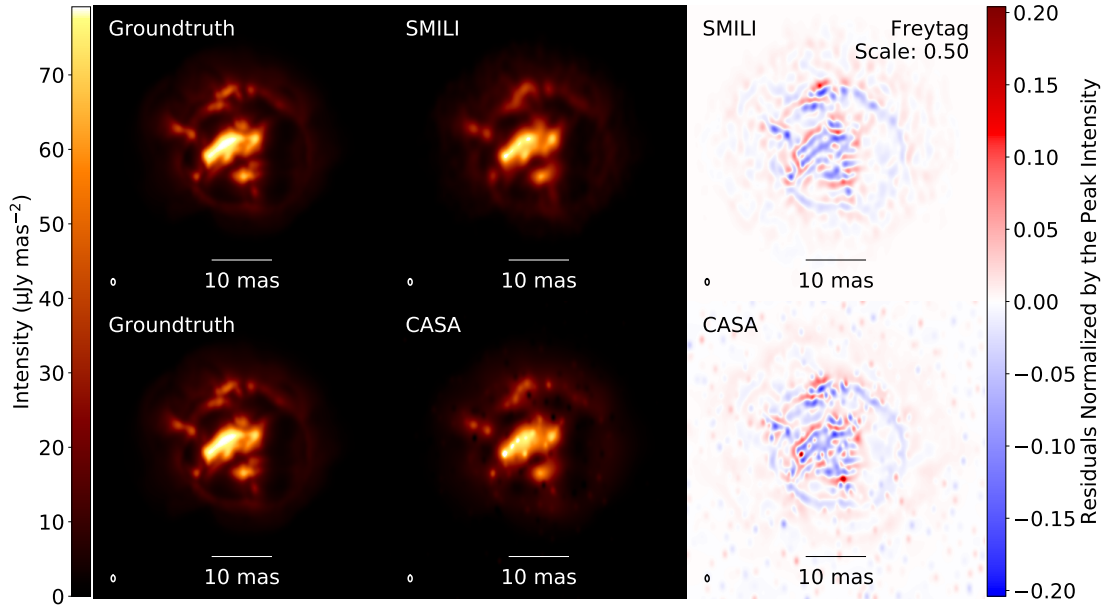 Groundtruth
SMILI
SMILI
Freytag
Scale: 0.50
10 mas
10 mas
10 mas
Groundtruth
CASA
CASA
10 mas
10 mas
10 mas
Intensity (μJy mas⁻²)
70
60
50
40
30
20
10
0
Residuals Normalized by the Peak Intensity
0.20
0.15
0.10
0.05
0.00
−0.05
−0.10
−0.15
−0.20